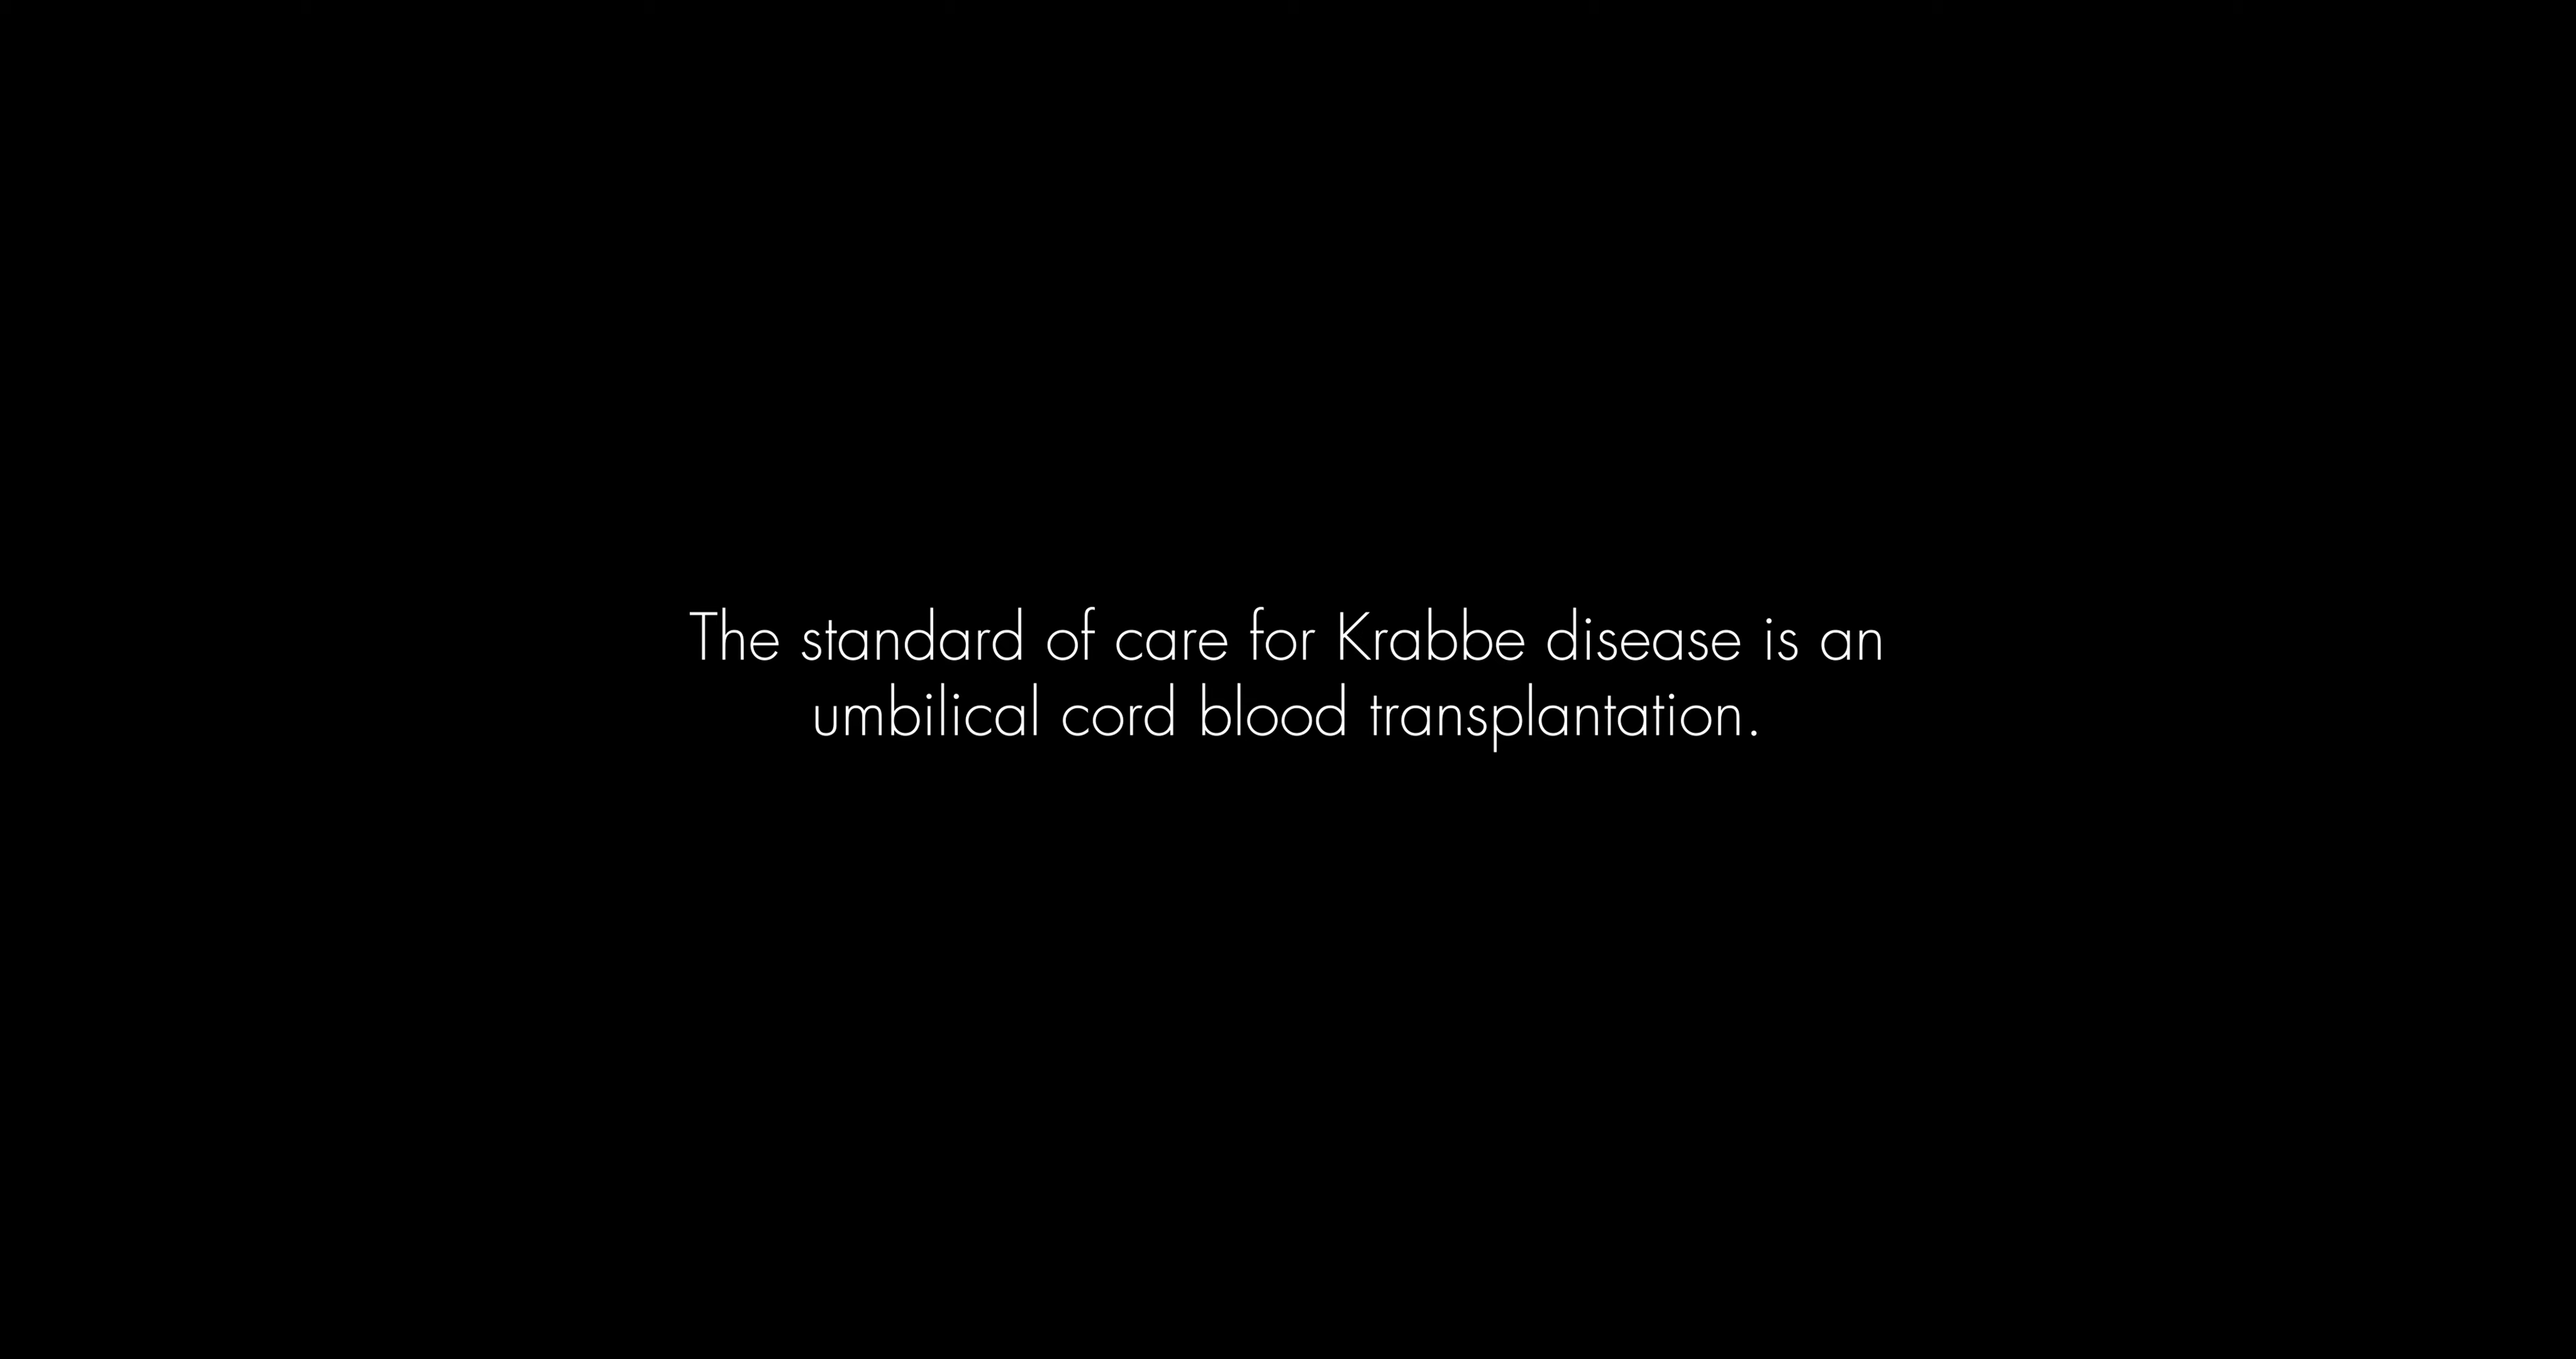 The standard of care for Krabbe disease is an
umbilical cord blood transplantation.